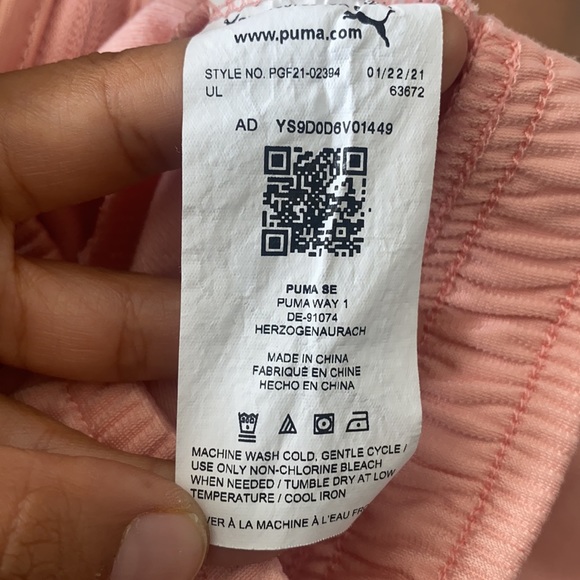 www.puma.com
STYLE NO. PGF21-02394 01/22/21
UL 63672
AD YS9D0D6V01449
PUMA SE
PUMA WAY 1
DE-91074
HERZOGENAURACH
MADE IN CHINA
FABRIQUÉ EN CHINE
HECHO EN CHINA
MACHINE WASH COLD, GENTLE CYCLE /
USE ONLY NON-CHLORINE BLEACH
WHEN NEEDED / TUMBLE DRY AT LOW
TEMPERATURE / COOL IRON
VER À LA MACHINE À L'EAU FR